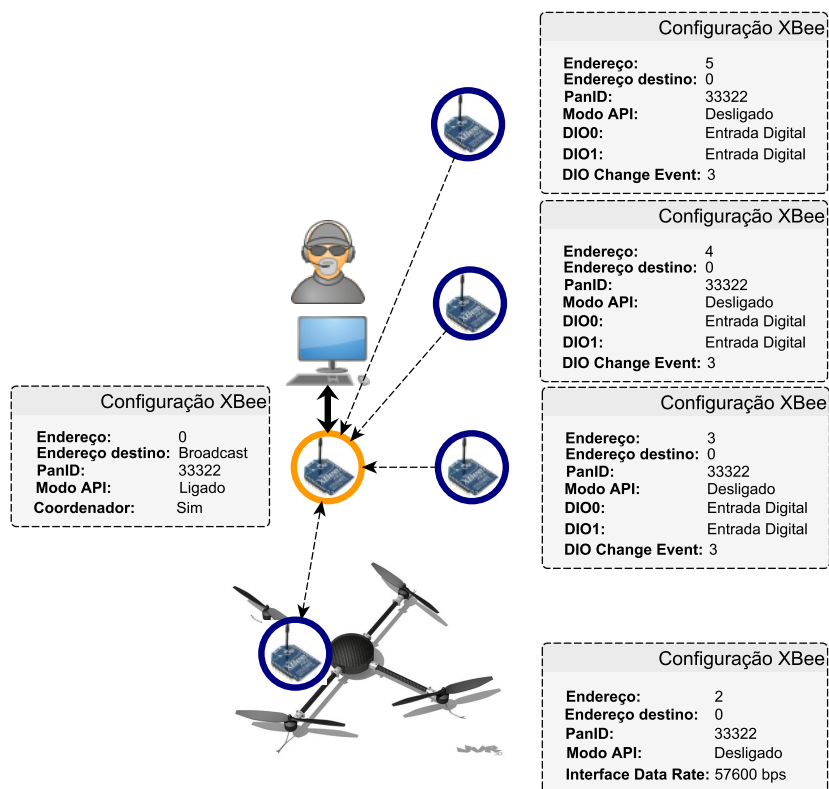 Configuração XBee
Endereço: 5
Endereço destino: 0
PanID: 33322
Modo API: Desligado
DIO0: Entrada Digital
DIO1: Entrada Digital
DIO Change Event: 3
Configuração XBee
Endereço: 4
Endereço destino: 0
PanID: 33322
Modo API: Desligado
DIO0: Entrada Digital
DIO1: Entrada Digital
DIO Change Event: 3
Configuração XBee
Endereço: 0
Endereço destino: Broadcast
PanID: 33322
Modo API: Ligado
Coordenador: Sim
Configuração XBee
Endereço: 3
Endereço destino: 0
PanID: 33322
Modo API: Desligado
DIO0: Entrada Digital
DIO1: Entrada Digital
DIO Change Event: 3
Configuração XBee
Endereço: 2
Endereço destino: 0
PanID: 33322
Modo API: Desligado
Interface Data Rate: 57600 bps